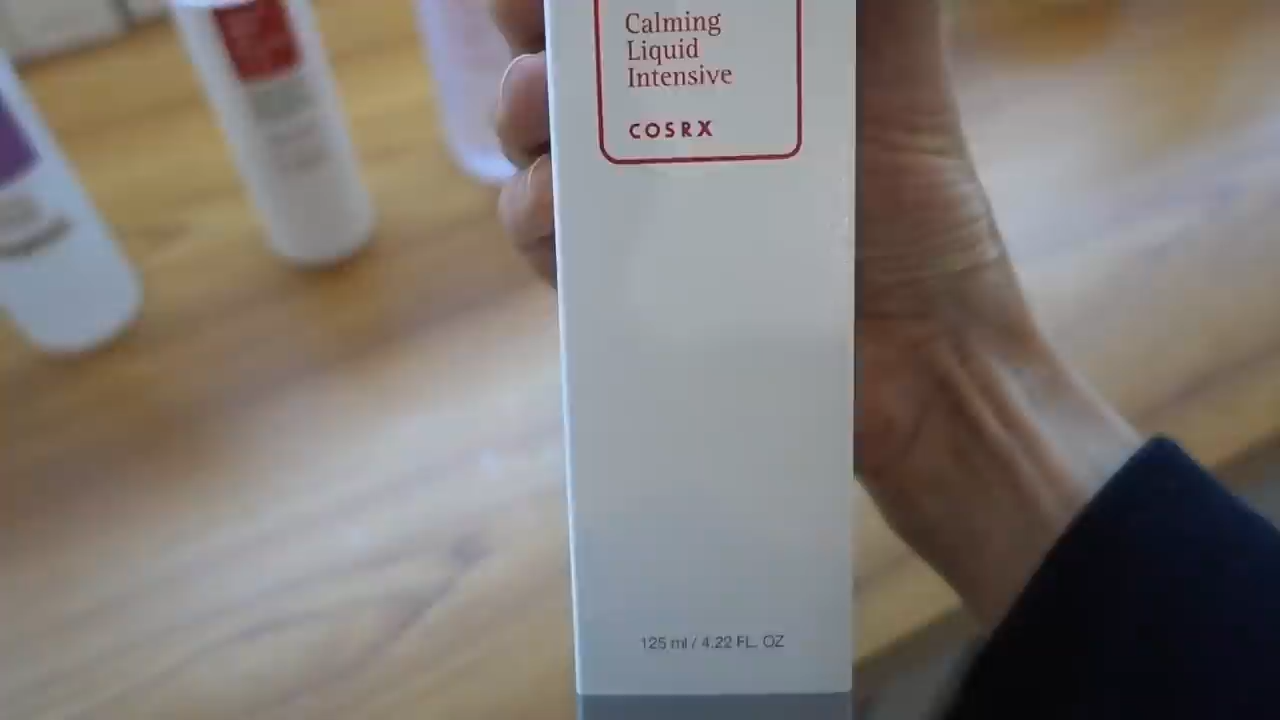 Calming
Liquid
Intensive
COSRX
125 ml / 4.22 FL. OZ